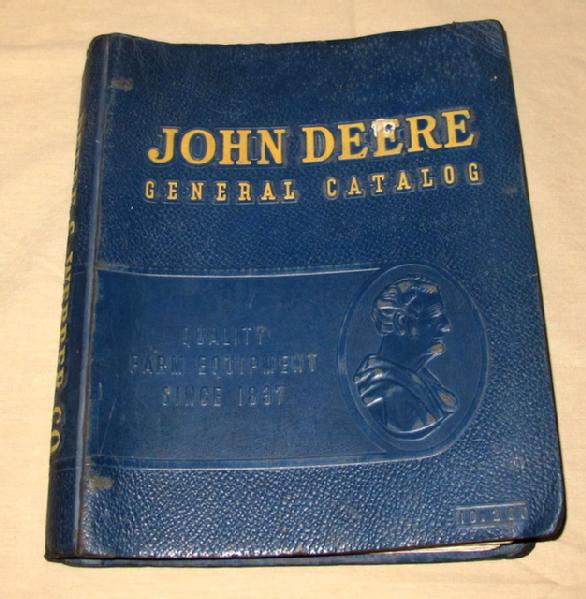 JOHN DEERE
GENERAL CATALOG
QUALITY
FARM EQUIPMENT
SINCE 1837